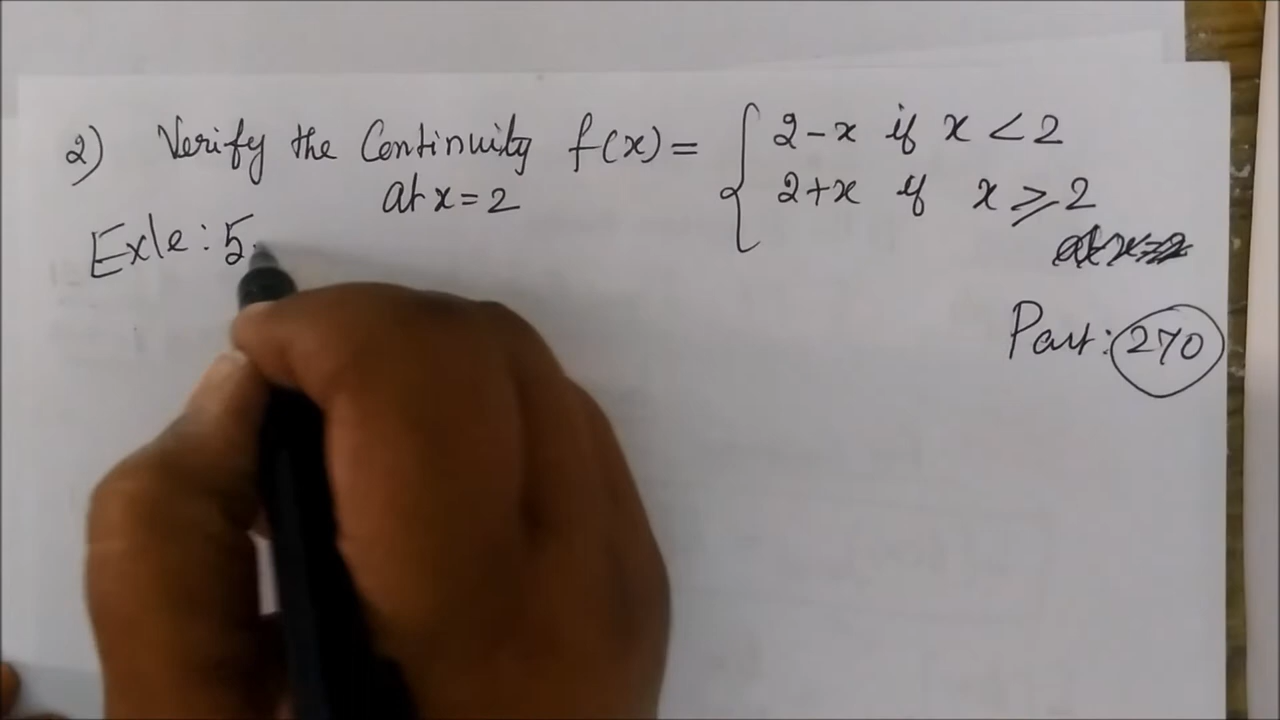 2) Verify the Continuity f(x) = { 2-x if x < 2
at x = 2 2+x if x ⩾ 2
Exle : 5.
Part : 270